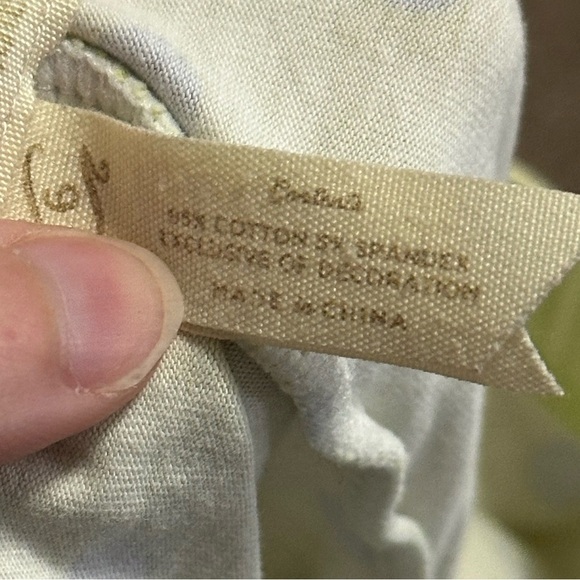 95% COTTON 5% SPANDEX
EXCLUSIVE OF DECORATION
MADE IN CHINA